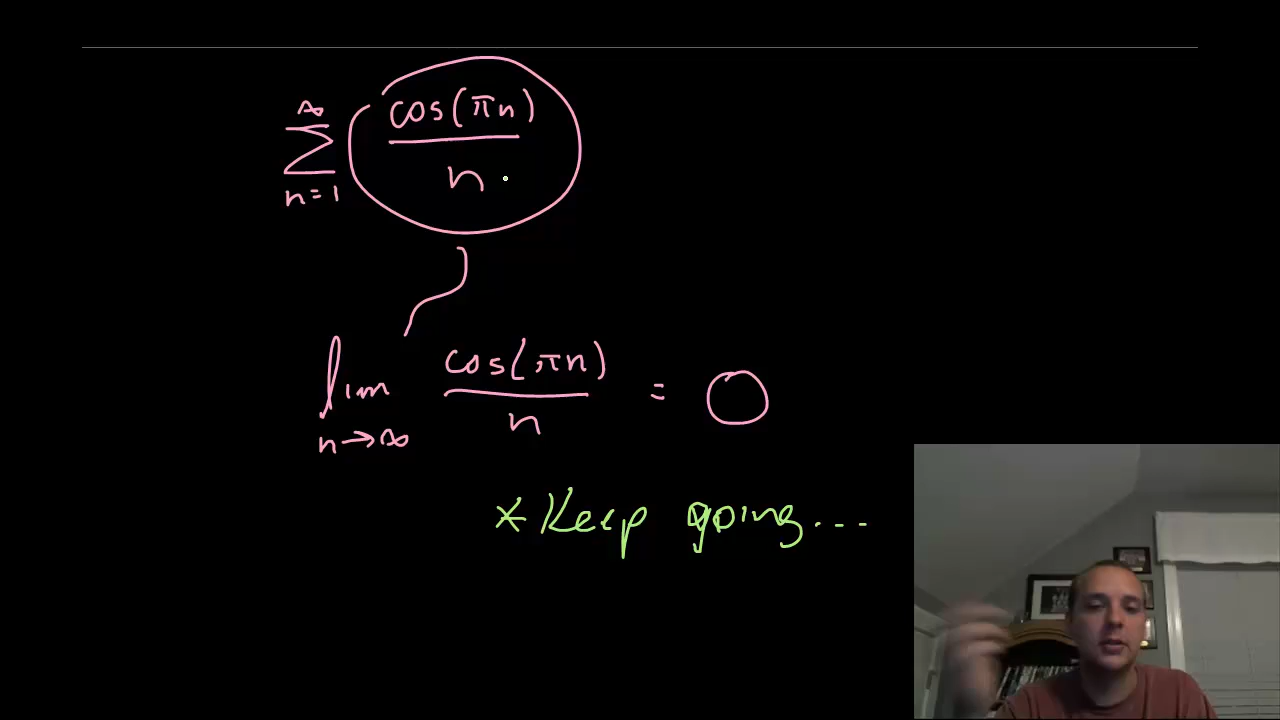 ∞
∑ cos(πn)/n
n=1
lim cos(πn)/n = 0
n→∞
*Keep going...